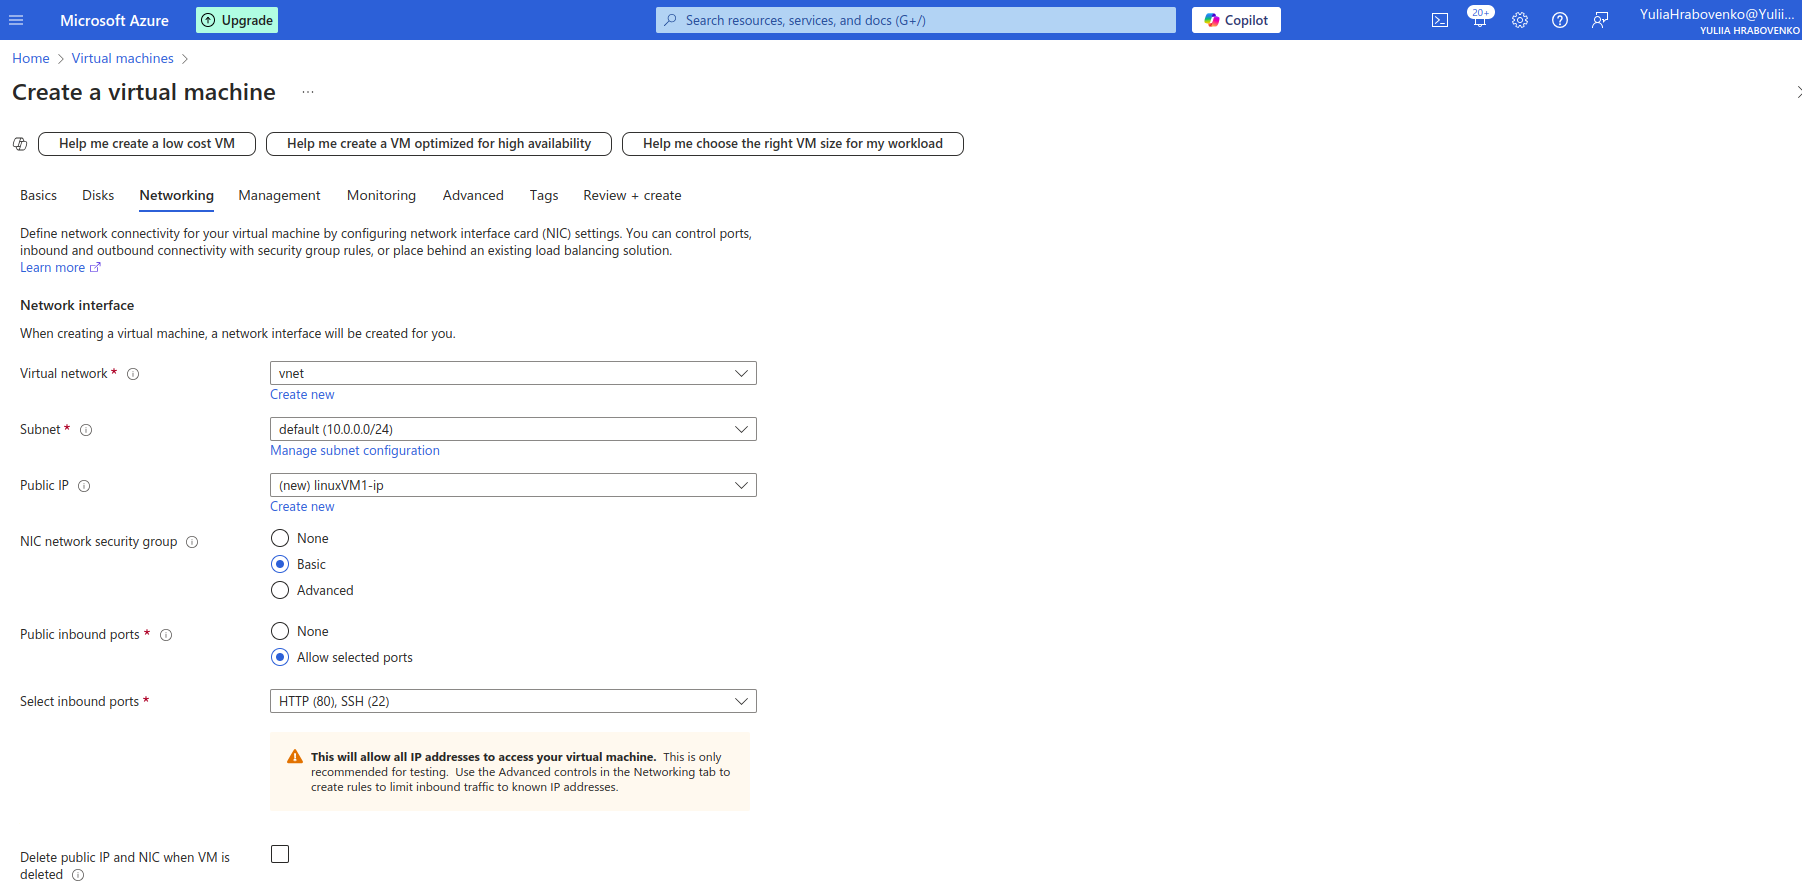 Microsoft Azure
Upgrade
Search resources, services, and docs (G+/)
Copilot
20+
YuliaHrabovenko@Yulii...
YULIIA HRABOVENKO
Home > Virtual machines >
Create a virtual machine ...
Help me create a low cost VM
Help me create a VM optimized for high availability
Help me choose the right VM size for my workload
Basics Disks Networking Management Monitoring Advanced Tags Review + create
Define network connectivity for your virtual machine by configuring network interface card (NIC) settings. You can control ports,
inbound and outbound connectivity with security group rules, or place behind an existing load balancing solution.
Learn more
Network interface
When creating a virtual machine, a network interface will be created for you.
Virtual network *
vnet
Create new
Subnet *
default (10.0.0.0/24)
Manage subnet configuration
Public IP
(new) linuxVM1-ip
Create new
NIC network security group
None
Basic
Advanced
Public inbound ports *
None
Allow selected ports
Select inbound ports *
HTTP (80), SSH (22)
This will allow all IP addresses to access your virtual machine. This is only
recommended for testing. Use the Advanced controls in the Networking tab to
create rules to limit inbound traffic to known IP addresses.
Delete public IP and NIC when VM is
deleted